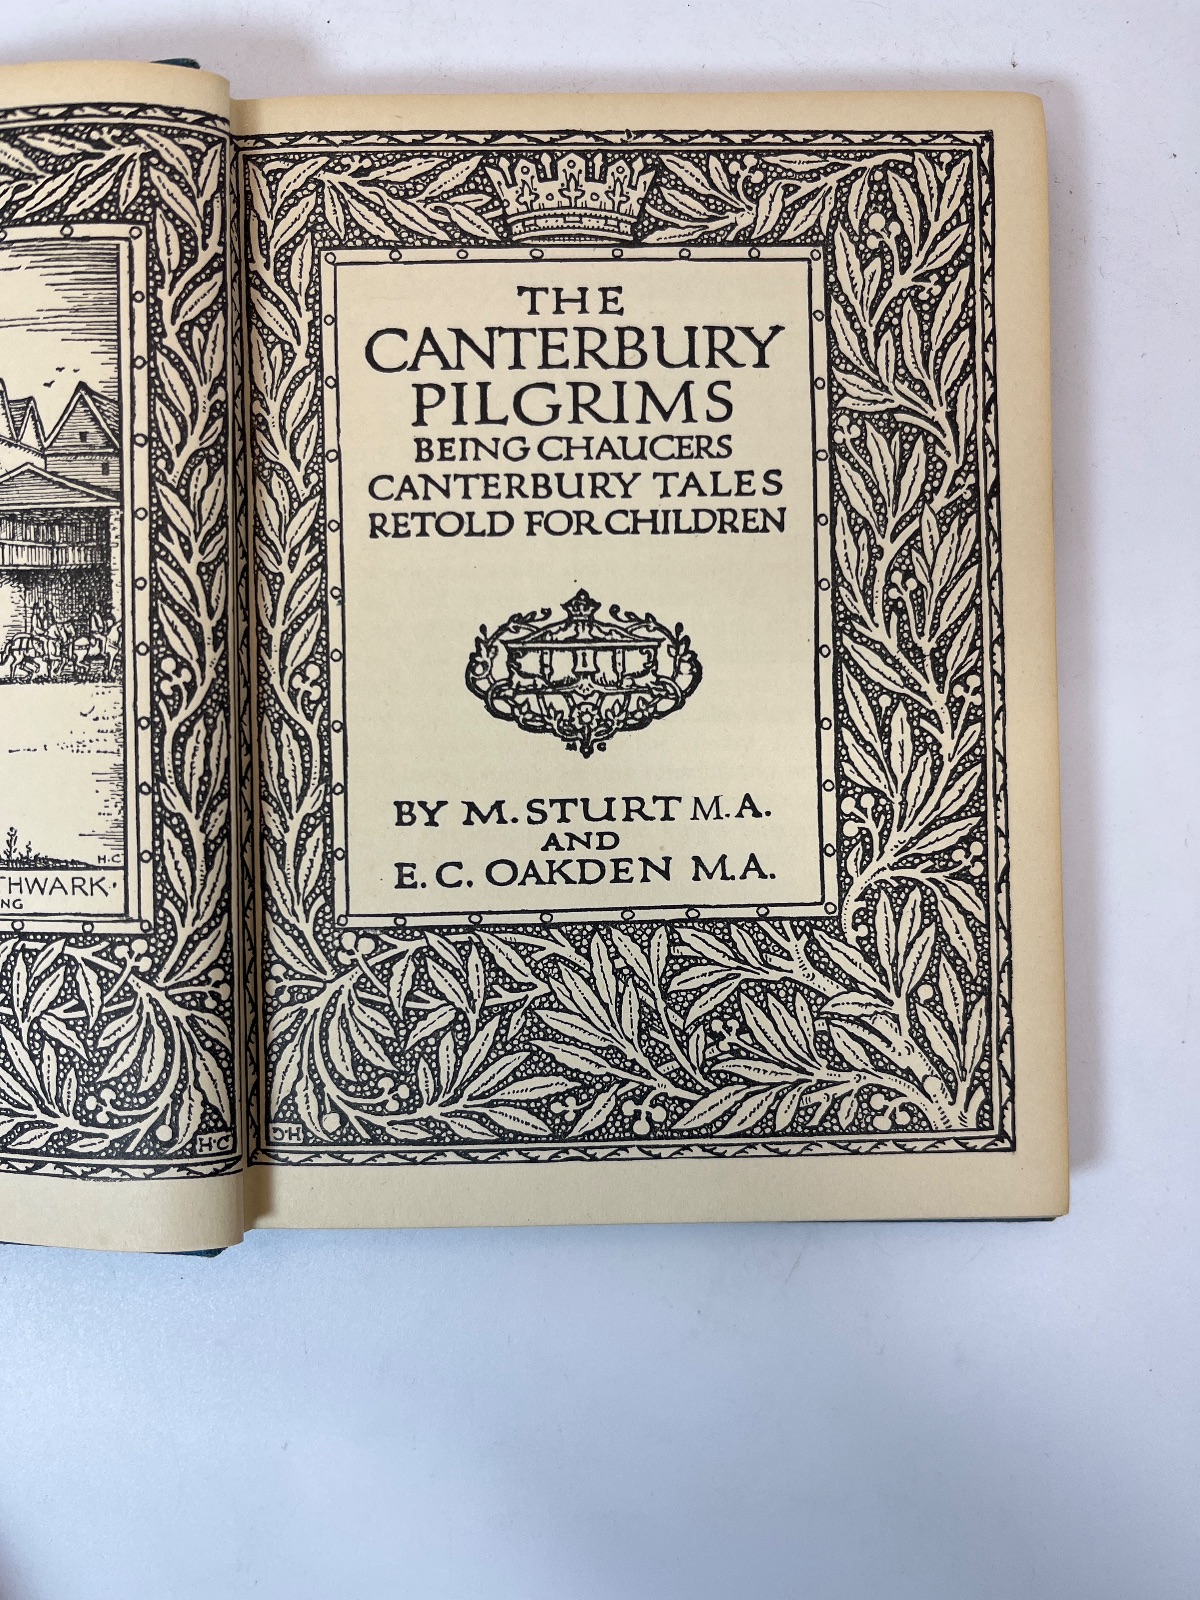 H.C
THWARK.
NG
H.C
THE
CANTERBURY
PILGRIMS
BEING CHAUCERS
CANTERBURY TALES
RETOLD FOR CHILDREN
M C
BY M. STURT M.A.
AND
E. C. OAKDEN M.A.
H.C